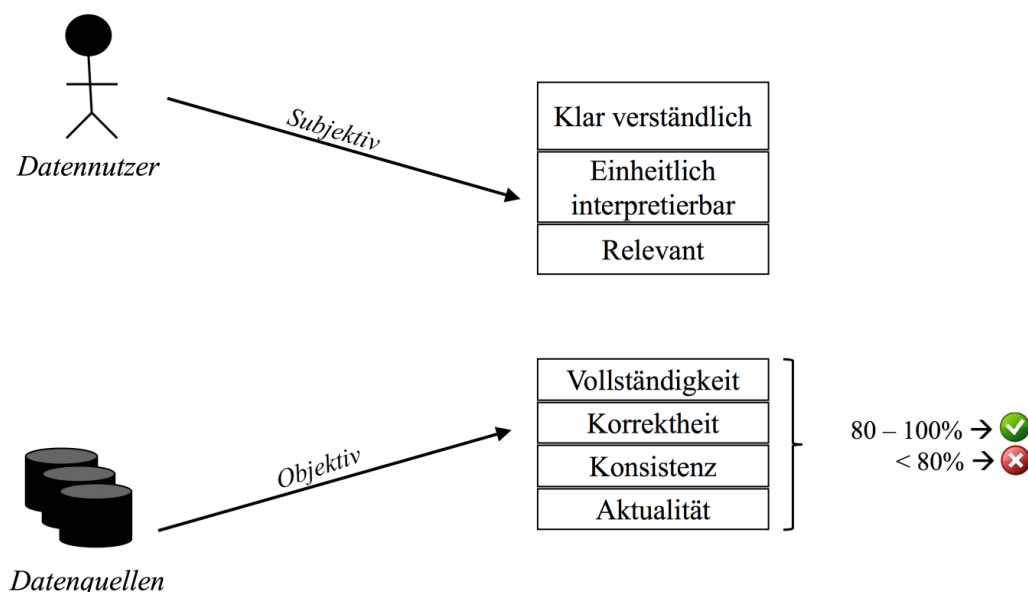 Datennutzer
Subjektiv
Klar verständlich
Einheitlich
interpretierbar
Relevant
Datenquellen
Objektiv
Vollständigkeit
Korrektheit
Konsistenz
Aktualität
80 – 100% →
< 80% →